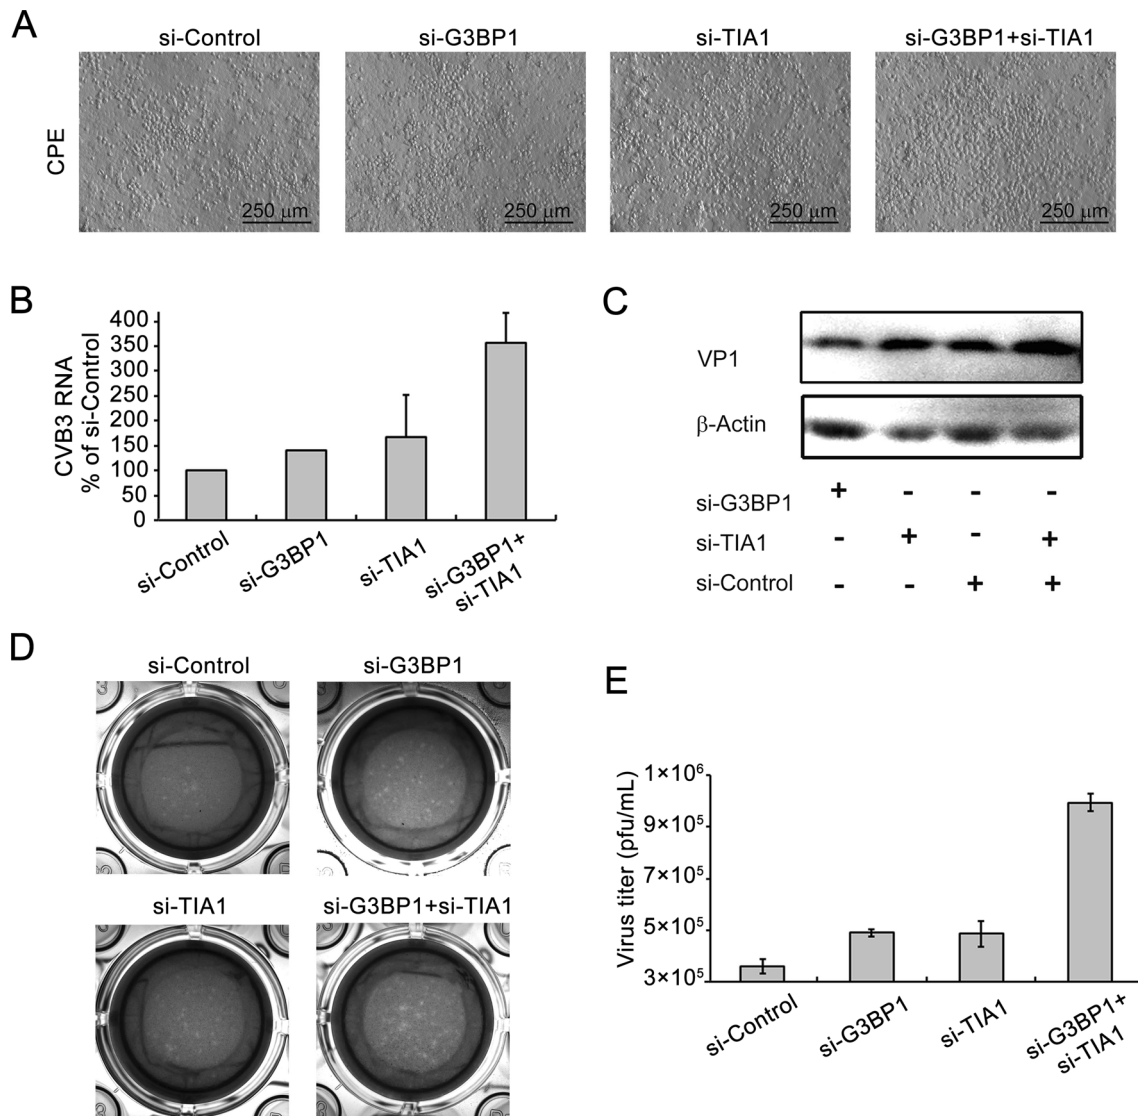 A
si-Control
si-G3BP1
si-TIA1
si-G3BP1+si-TIA1
CPE
250 μm
250 μm
250 μm
250 μm
B
CVB3 RNA
% of si-Control
400
350
300
250
200
150
100
50
0
si-Control
si-G3BP1
si-TIA1
si-G3BP1+
si-TIA1
C
VP1
β-Actin
si-G3BP1 + - - -
si-TIA1 - + - +
si-Control - - + +
D
si-Control
si-G3BP1
si-TIA1
si-G3BP1+si-TIA1
E
Virus titer (pfu/mL)
1×10⁶
9×10⁵
7×10⁵
5×10⁵
3×10⁵
si-Control
si-G3BP1
si-TIA1
si-G3BP1+
si-TIA1